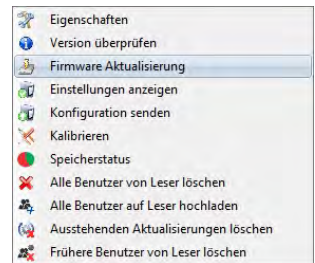 Eigenschaften
Version überprüfen
Firmware Aktualisierung
Einstellungen anzeigen
Konfiguration senden
Kalibrieren
Speicherstatus
Alle Benutzer von Leser löschen
Alle Benutzer auf Leser hochladen
Ausstehenden Aktualisierungen löschen
Frühere Benutzer von Leser löschen